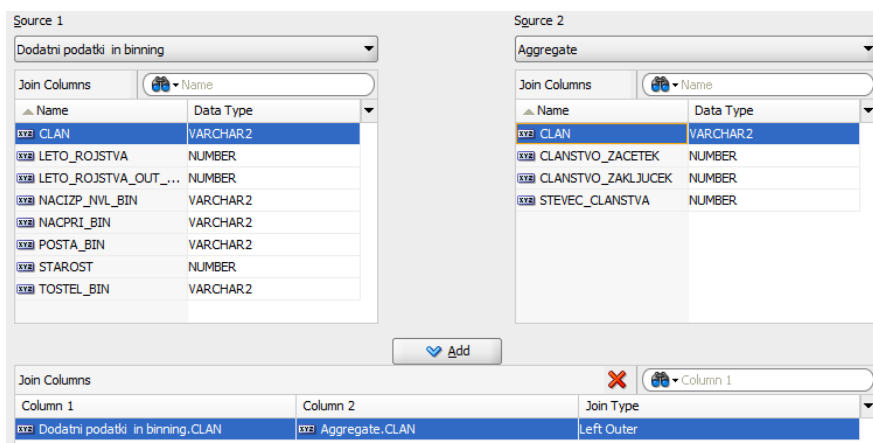 Source 1 Source 2
Dodatni podatki in binning Aggregate
Join Columns Name Join Columns Name
Name Data Type Name Data Type
CLAN VARCHAR2 CLAN VARCHAR2
LETO_ROJSTVA NUMBER CLANSTVO_ZACETEK NUMBER
LETO_ROJSTVA_OUT_... NUMBER CLANSTVO_ZAKLJUCEK NUMBER
NACIZP_NVL_BIN VARCHAR2 STEVEC_CLANSTVA NUMBER
NACPRI_BIN VARCHAR2
POSTA_BIN VARCHAR2
STAROST NUMBER
TOSTEL_BIN VARCHAR2
Add
Join Columns Column 1
Column 1 Column 2 Join Type
Dodatni podatki in binning.CLAN Aggregate.CLAN Left Outer